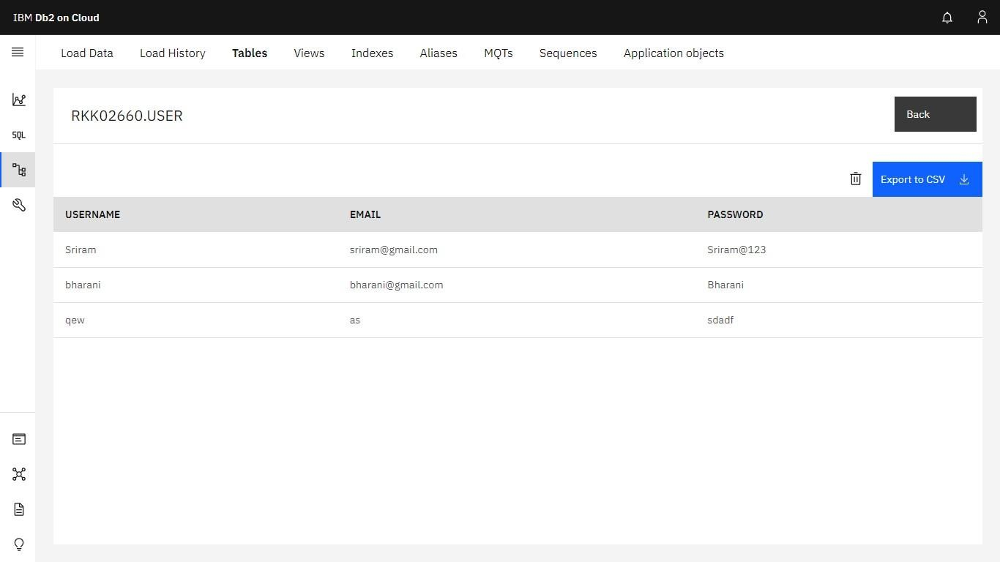 IBM Db2 on Cloud
Load Data Load History Tables Views Indexes Aliases MQTs Sequences Application objects
SQL
RKK02660.USER
Back
Export to CSV
USERNAME EMAIL PASSWORD
Sriram sriram@gmail.com Sriram@123
bharani bharani@gmail.com Bharani
qew as sdadf